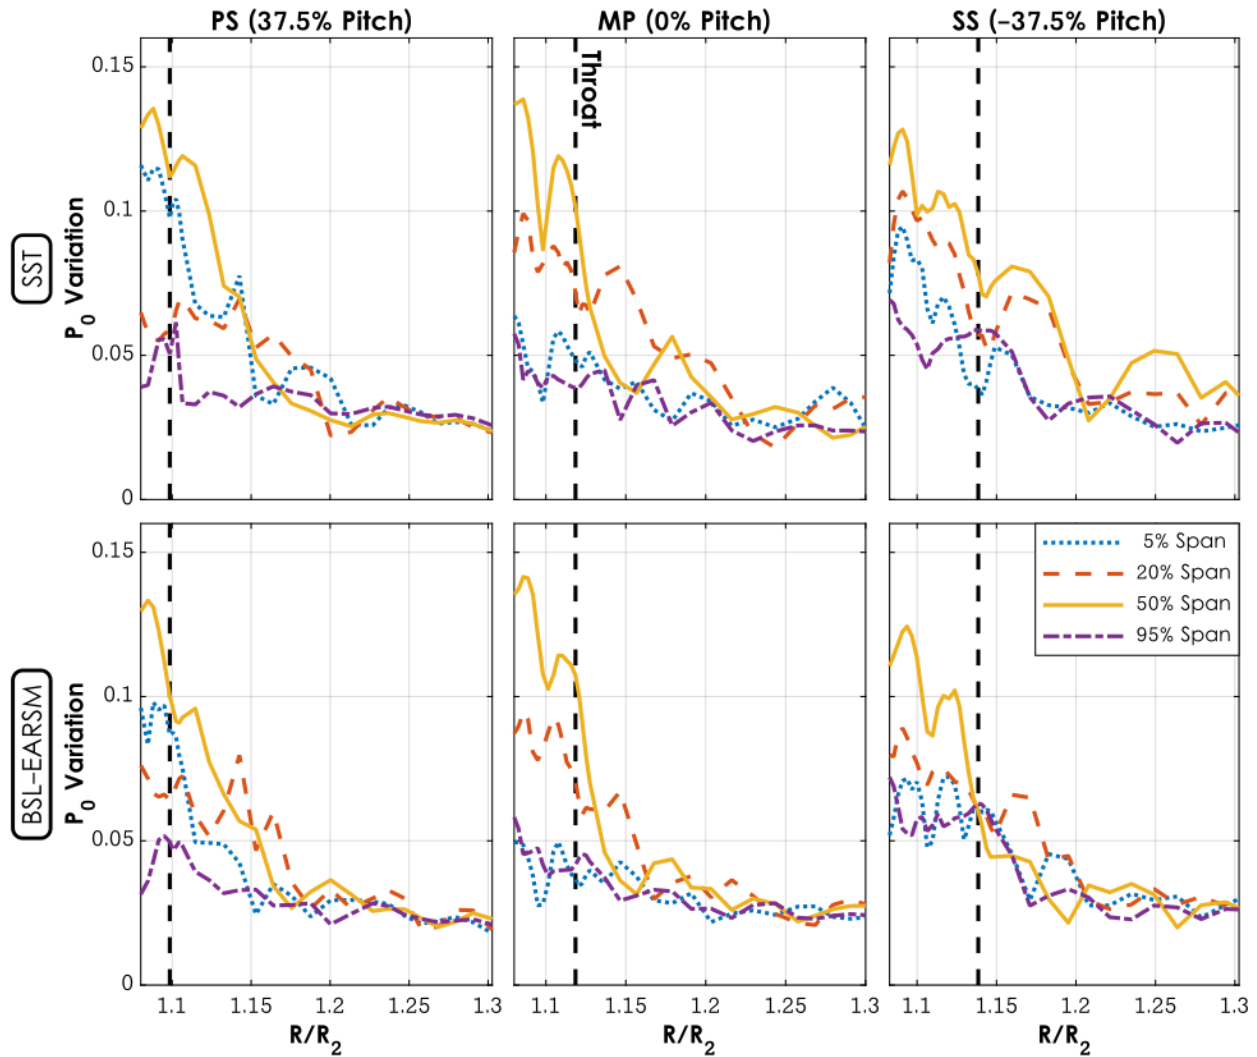 PS (37.5% Pitch)
MP (0% Pitch)
SS (−37.5% Pitch)
SST
P0 Variation
0.15
0.1
0.05
0
Throat
BSL-EARSM
P0 Variation
0.15
0.1
0.05
0
5% Span
20% Span
50% Span
95% Span
1.1 1.15 1.2 1.25 1.3
1.1 1.15 1.2 1.25 1.3
1.1 1.15 1.2 1.25 1.3
R/R2
R/R2
R/R2